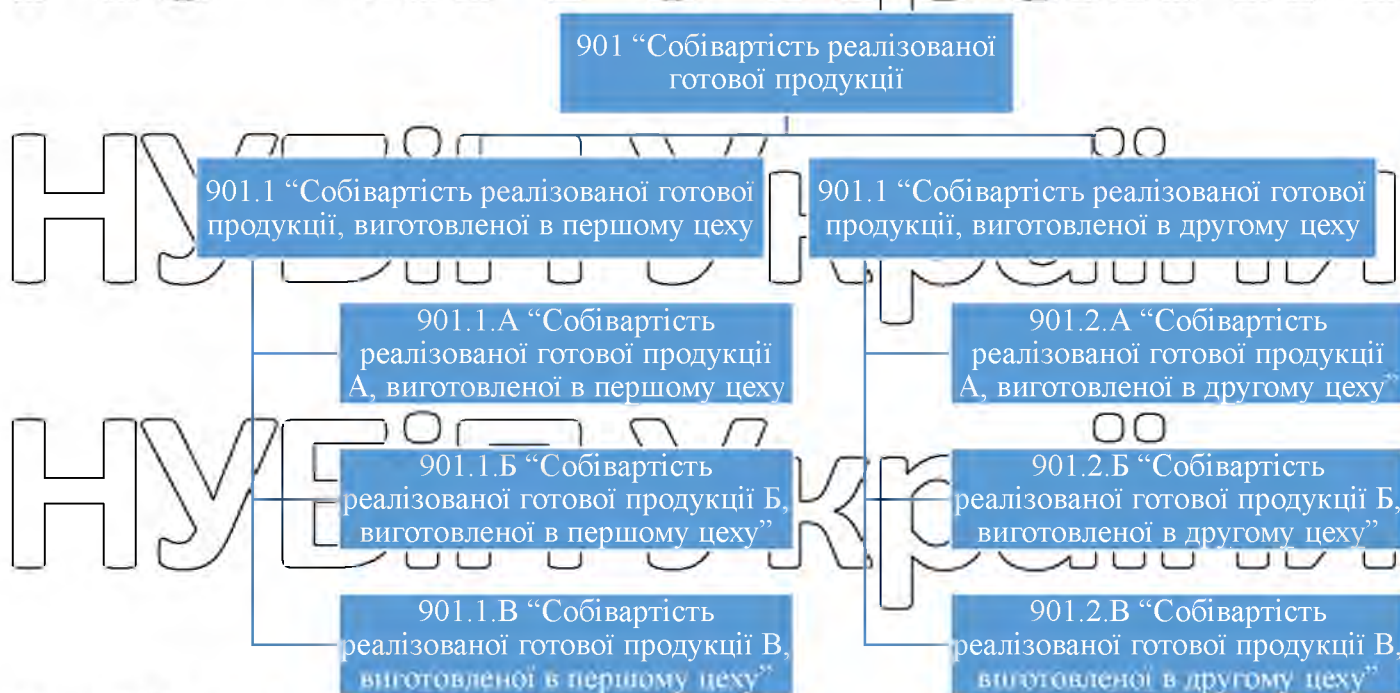 901 “Собівартість реалізованої
готової продукції
НУБіП України
901.1 “Собівартість реалізованої готової
продукції, виготовленої в першому цеху
901.1 “Собівартість реалізованої готової
продукції, виготовленої в другому цеху
901.1.А “Собівартість
реалізованої готової продукції
А, виготовленої в першому цеху
901.2.А “Собівартість
реалізованої готової продукції
А, виготовленої в другому цеху”
НУБіП України
901.1.Б “Собівартість
реалізованої готової продукції Б,
виготовленої в першому цеху”
901.2.Б “Собівартість
реалізованої готової продукції Б,
виготовленої в другому цеху”
901.1.В “Собівартість
реалізованої готової продукції В,
виготовленої в першому цеху”
901.2.В “Собівартість
реалізованої готової продукції В,
виготовленої в другому цеху”